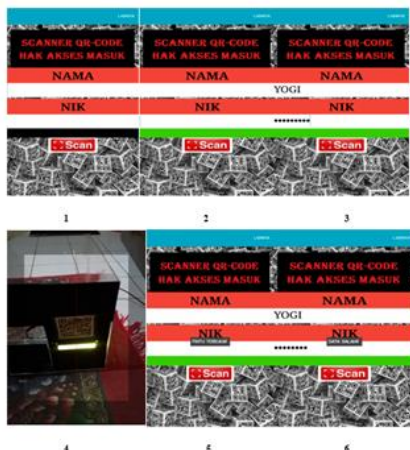 SCANNER QR-CODE SCANNER QR-CODE SCANNER QR-CODE
HAK AKSES MASUK HAK AKSES MASUK HAK AKSES MASUK
NAMA NAMA NAMA
YOGI
NIK NIK NIK
Scan Scan Scan
1 2 3
SCANNER QR-CODE SCANNER QR-CODE
HAK AKSES MASUK HAK AKSES MASUK
NAMA NAMA
YOGI
NIK NIK
Scan Scan
4 5 6